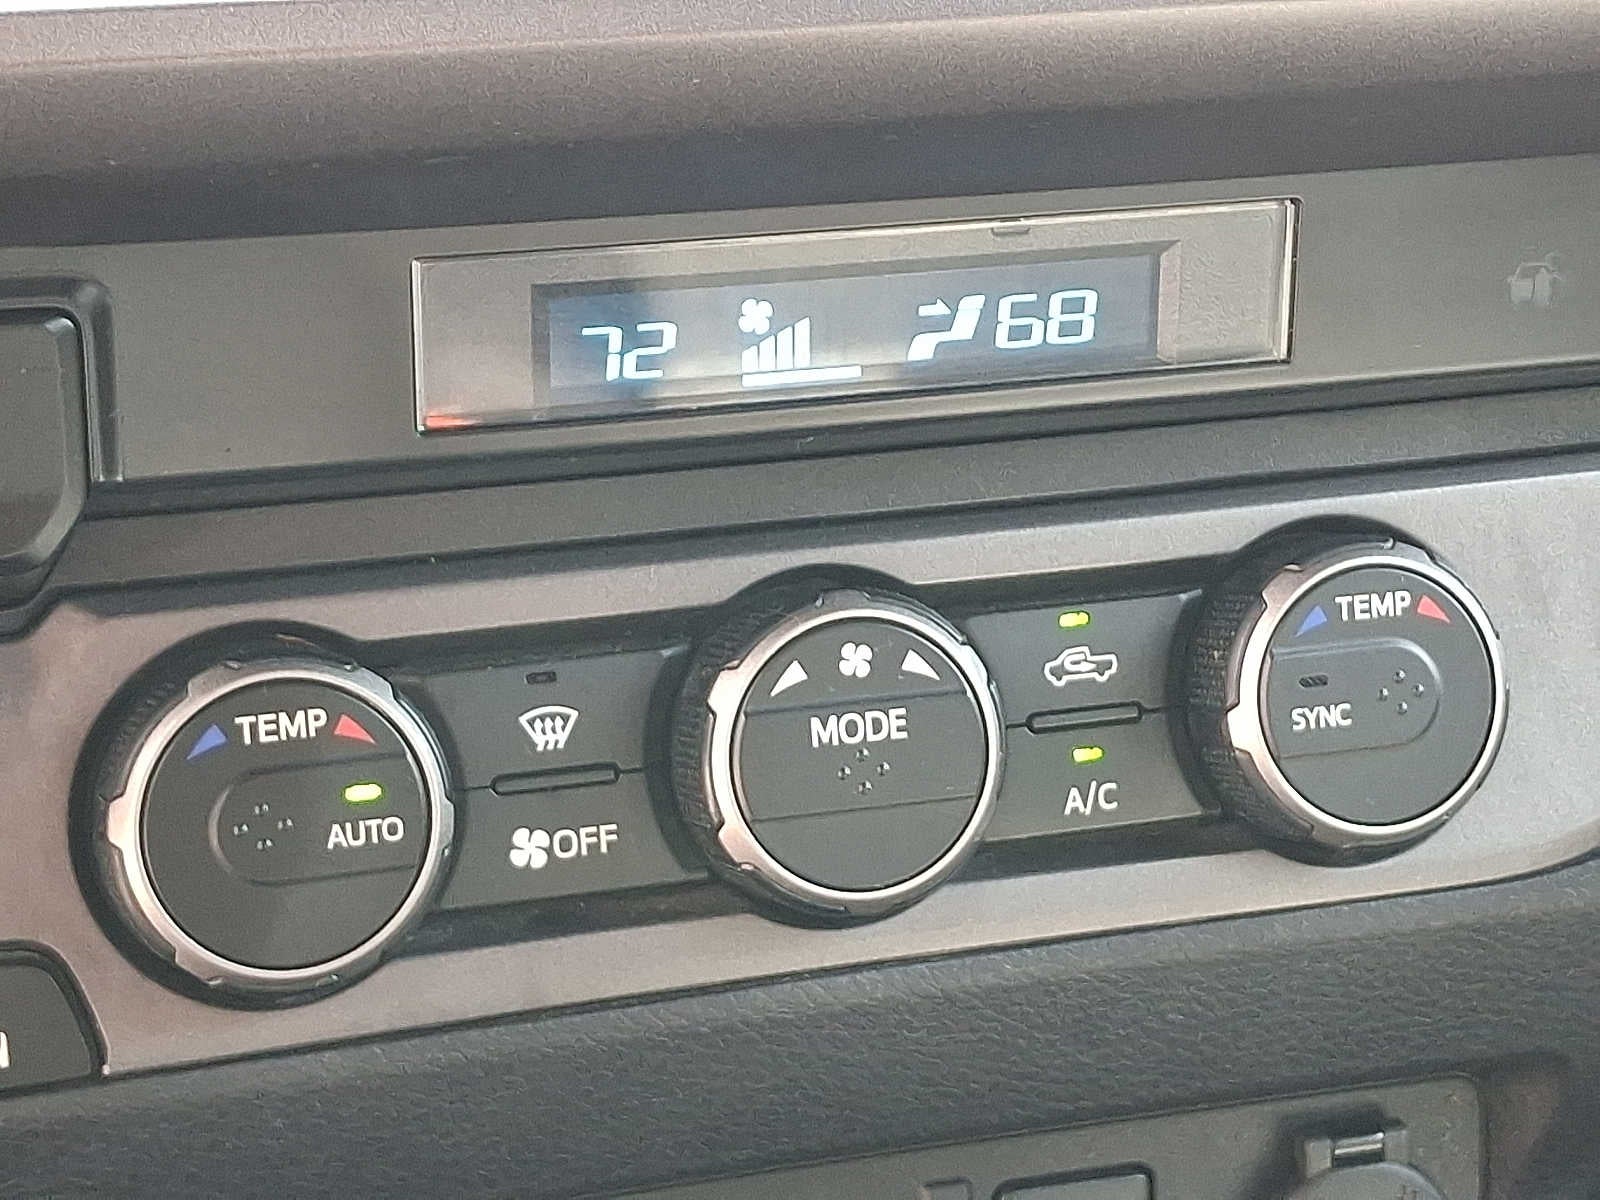 72 68
TEMP
AUTO
OFF
MODE
A/C
TEMP
SYNC